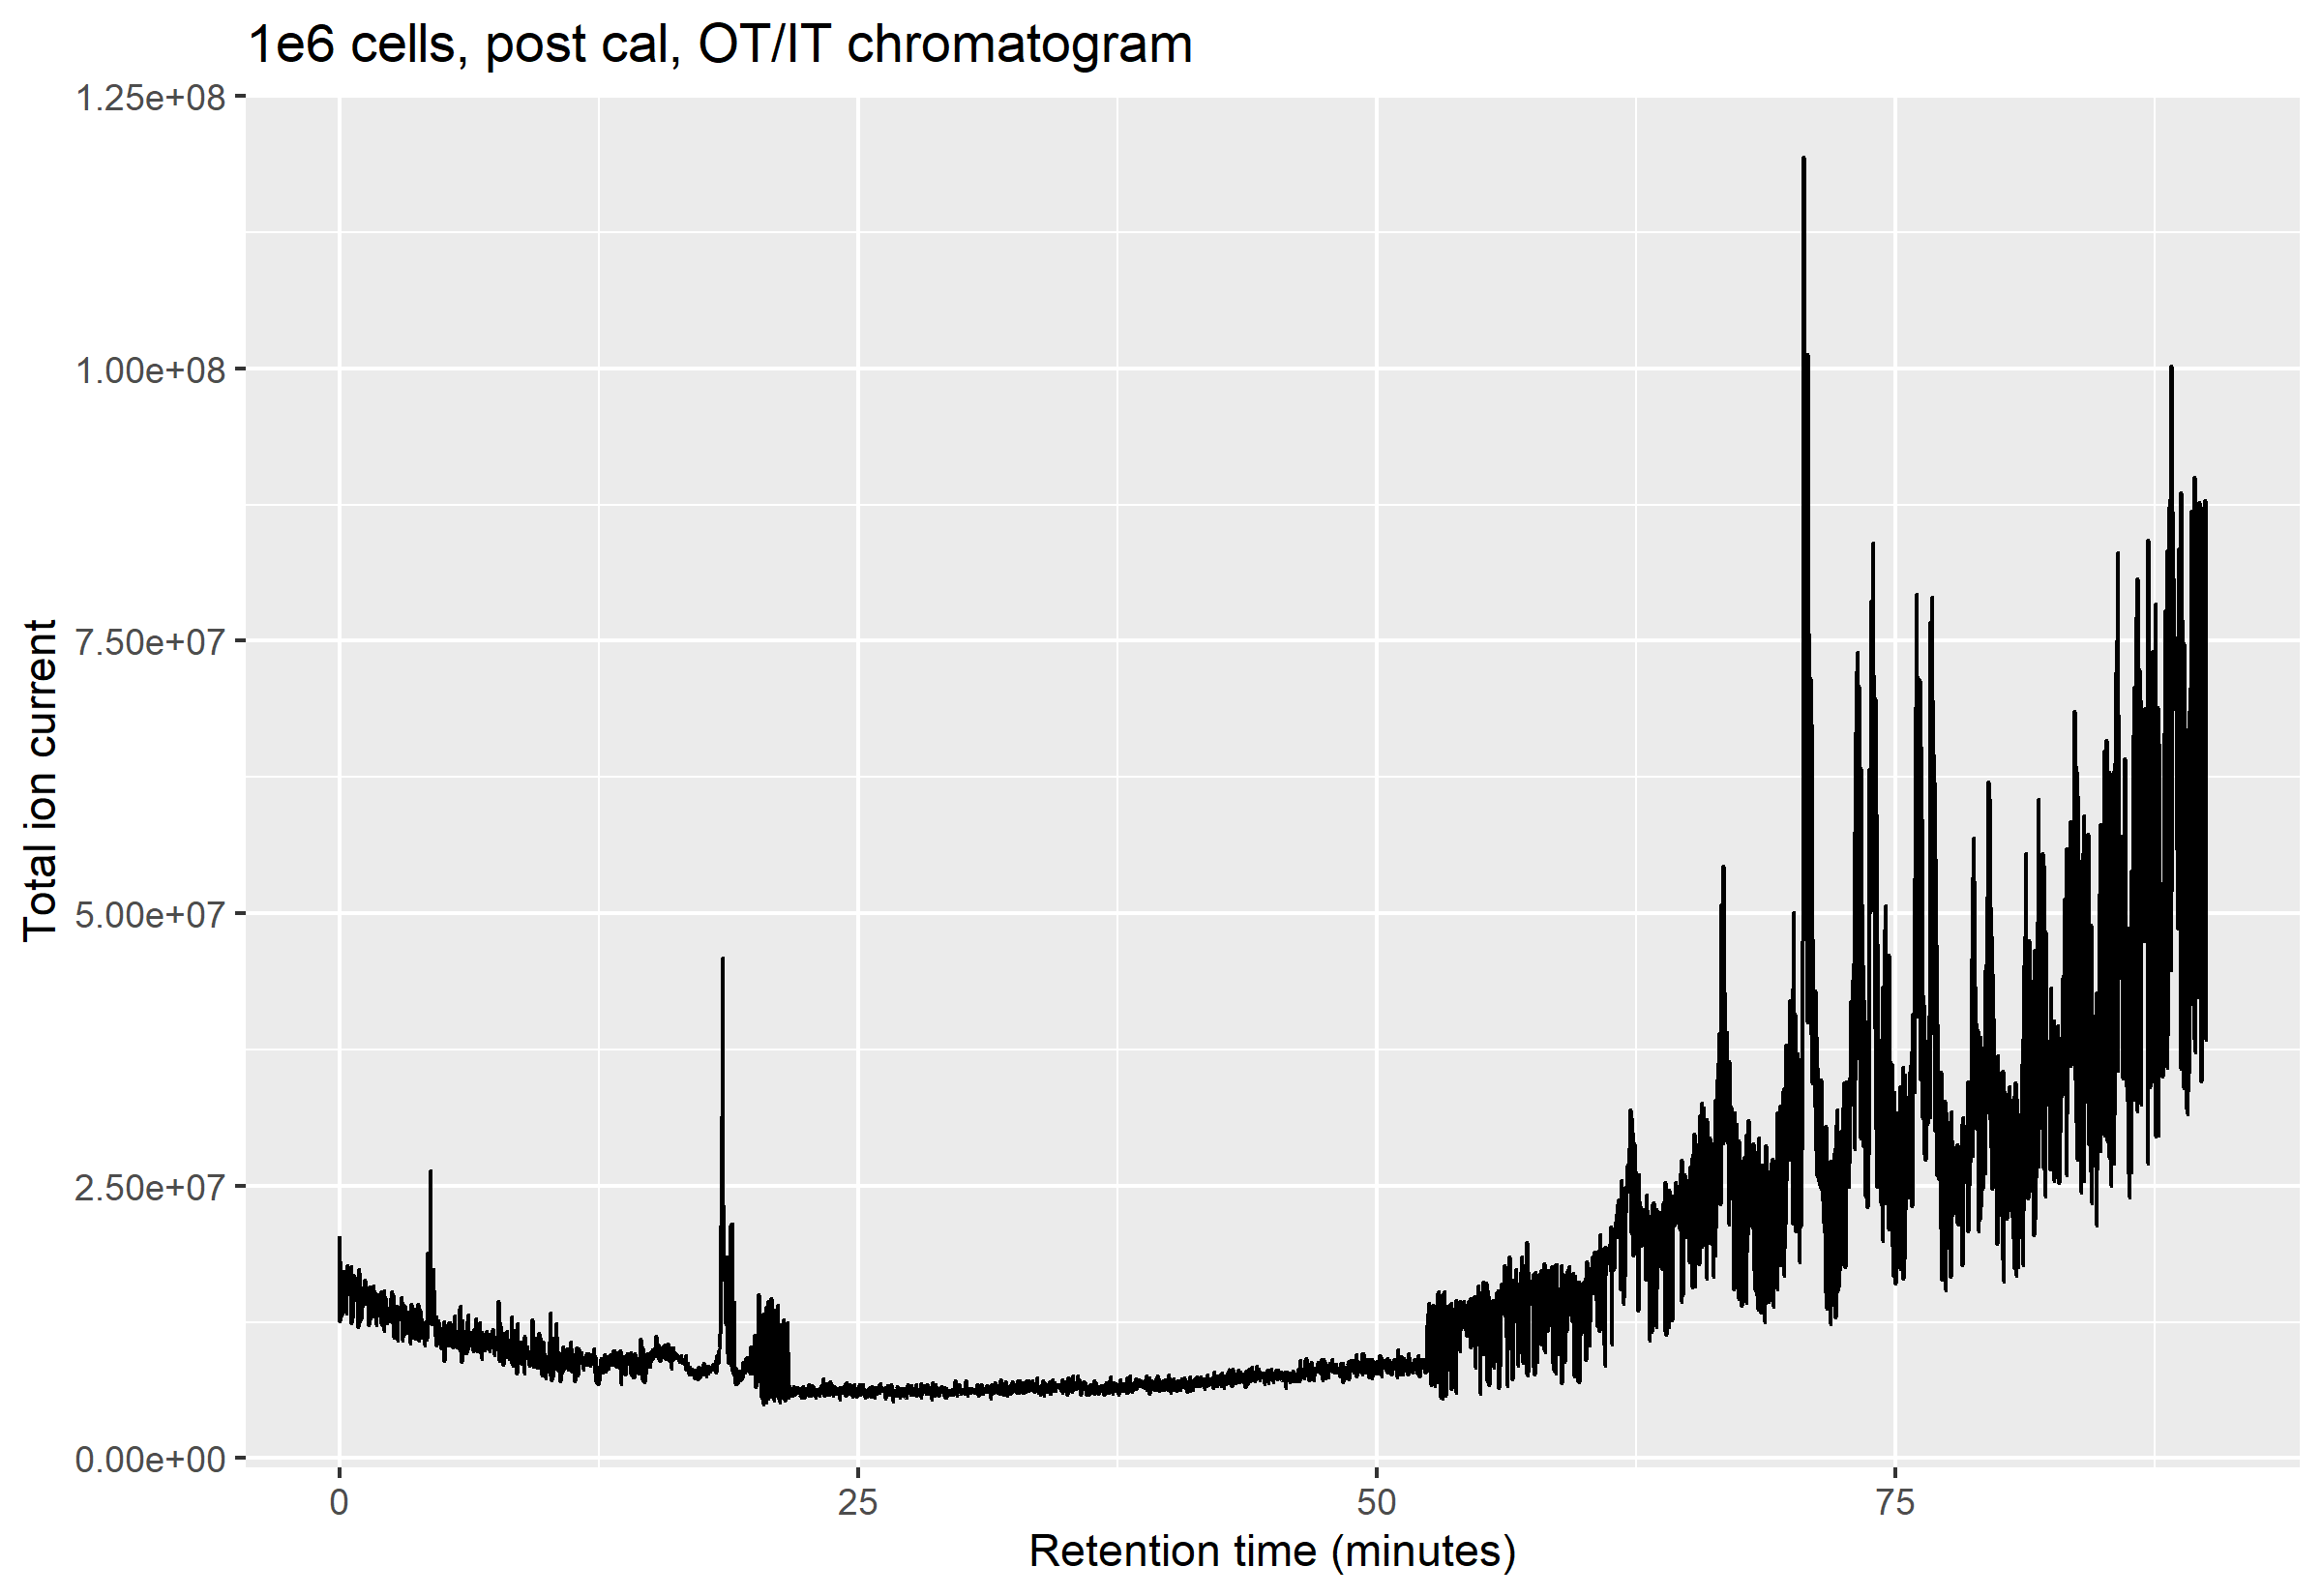 1e6 cells, post cal, OT/IT chromatogram
1.25e+08
1.00e+08
7.50e+07
5.00e+07
2.50e+07
0.00e+00
Total ion current
0 25 50 75
Retention time (minutes)